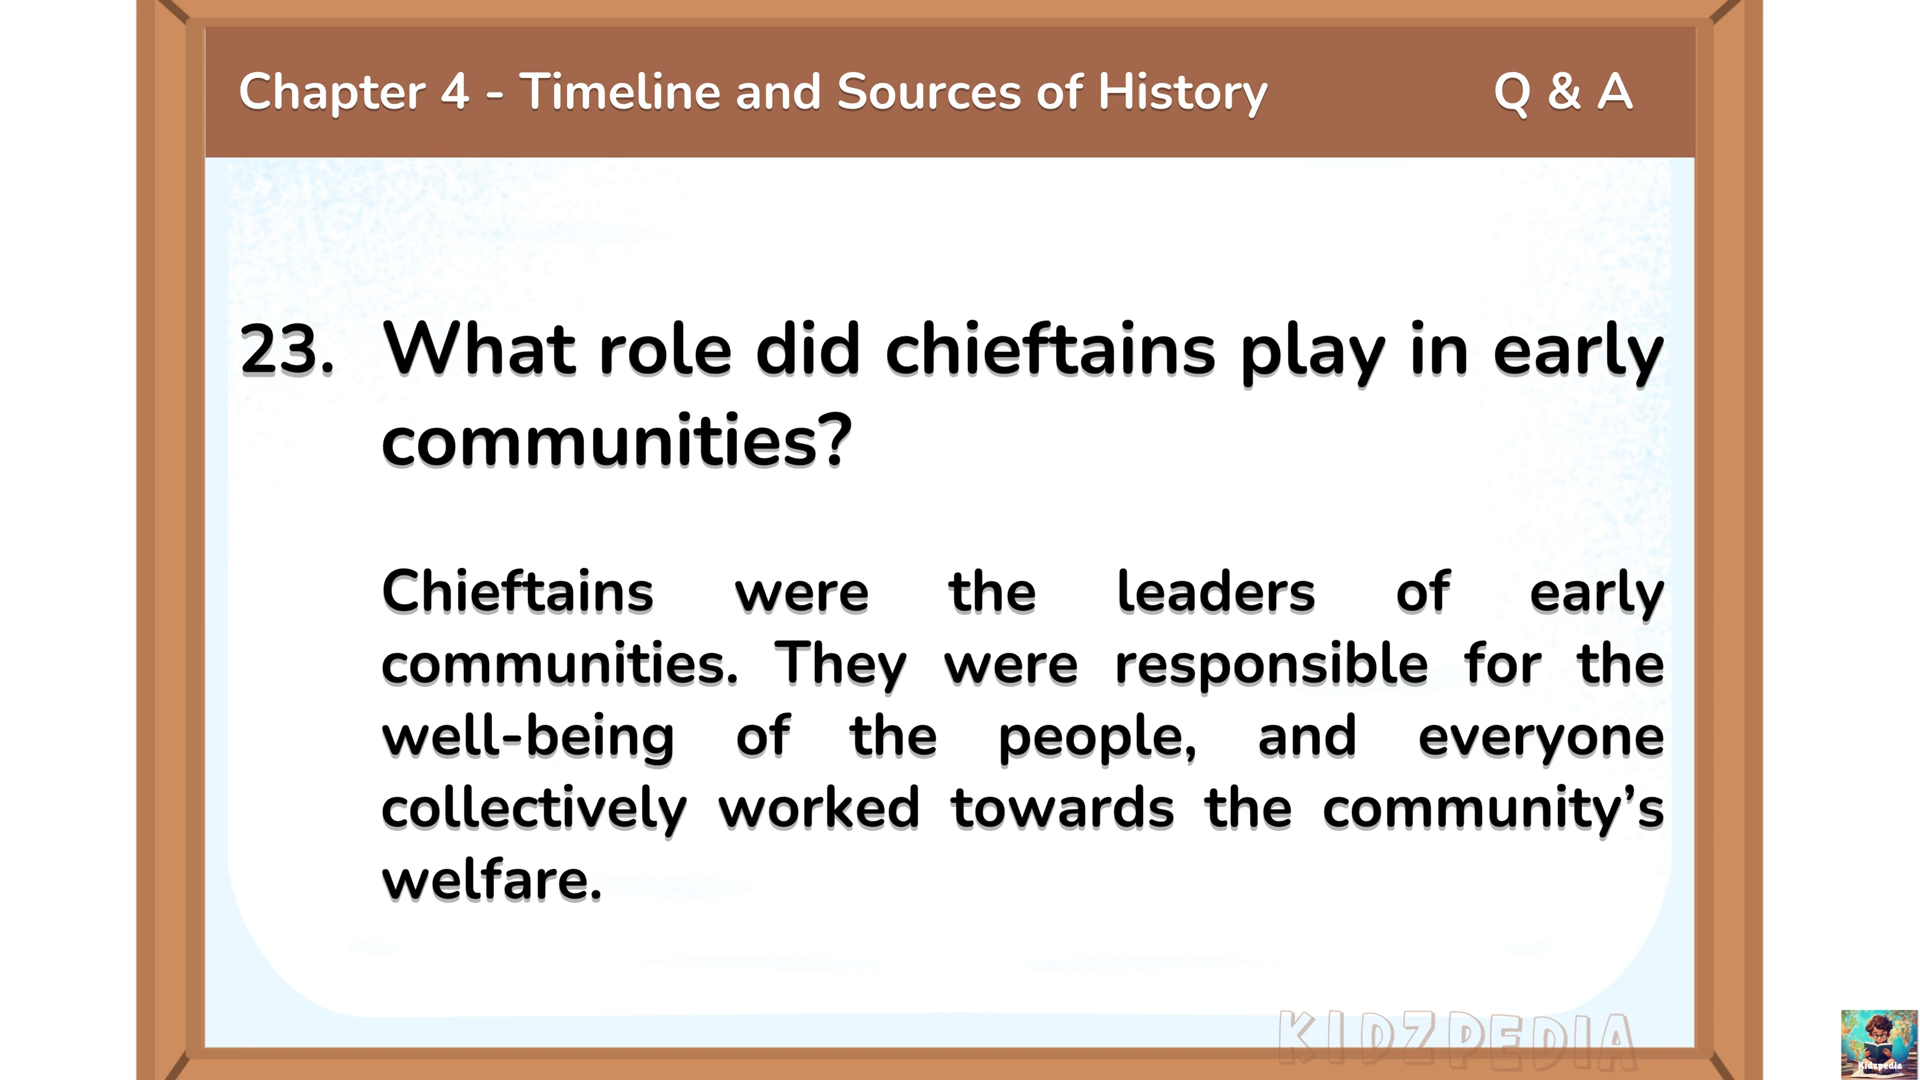 Chapter 4 - Timeline and Sources of History Q & A
23. What role did chieftains play in early
communities?
Chieftains were the leaders of early
communities. They were responsible for the
well-being of the people, and everyone
collectively worked towards the community’s
welfare.
KIDZPEDIA
Kidzpedia